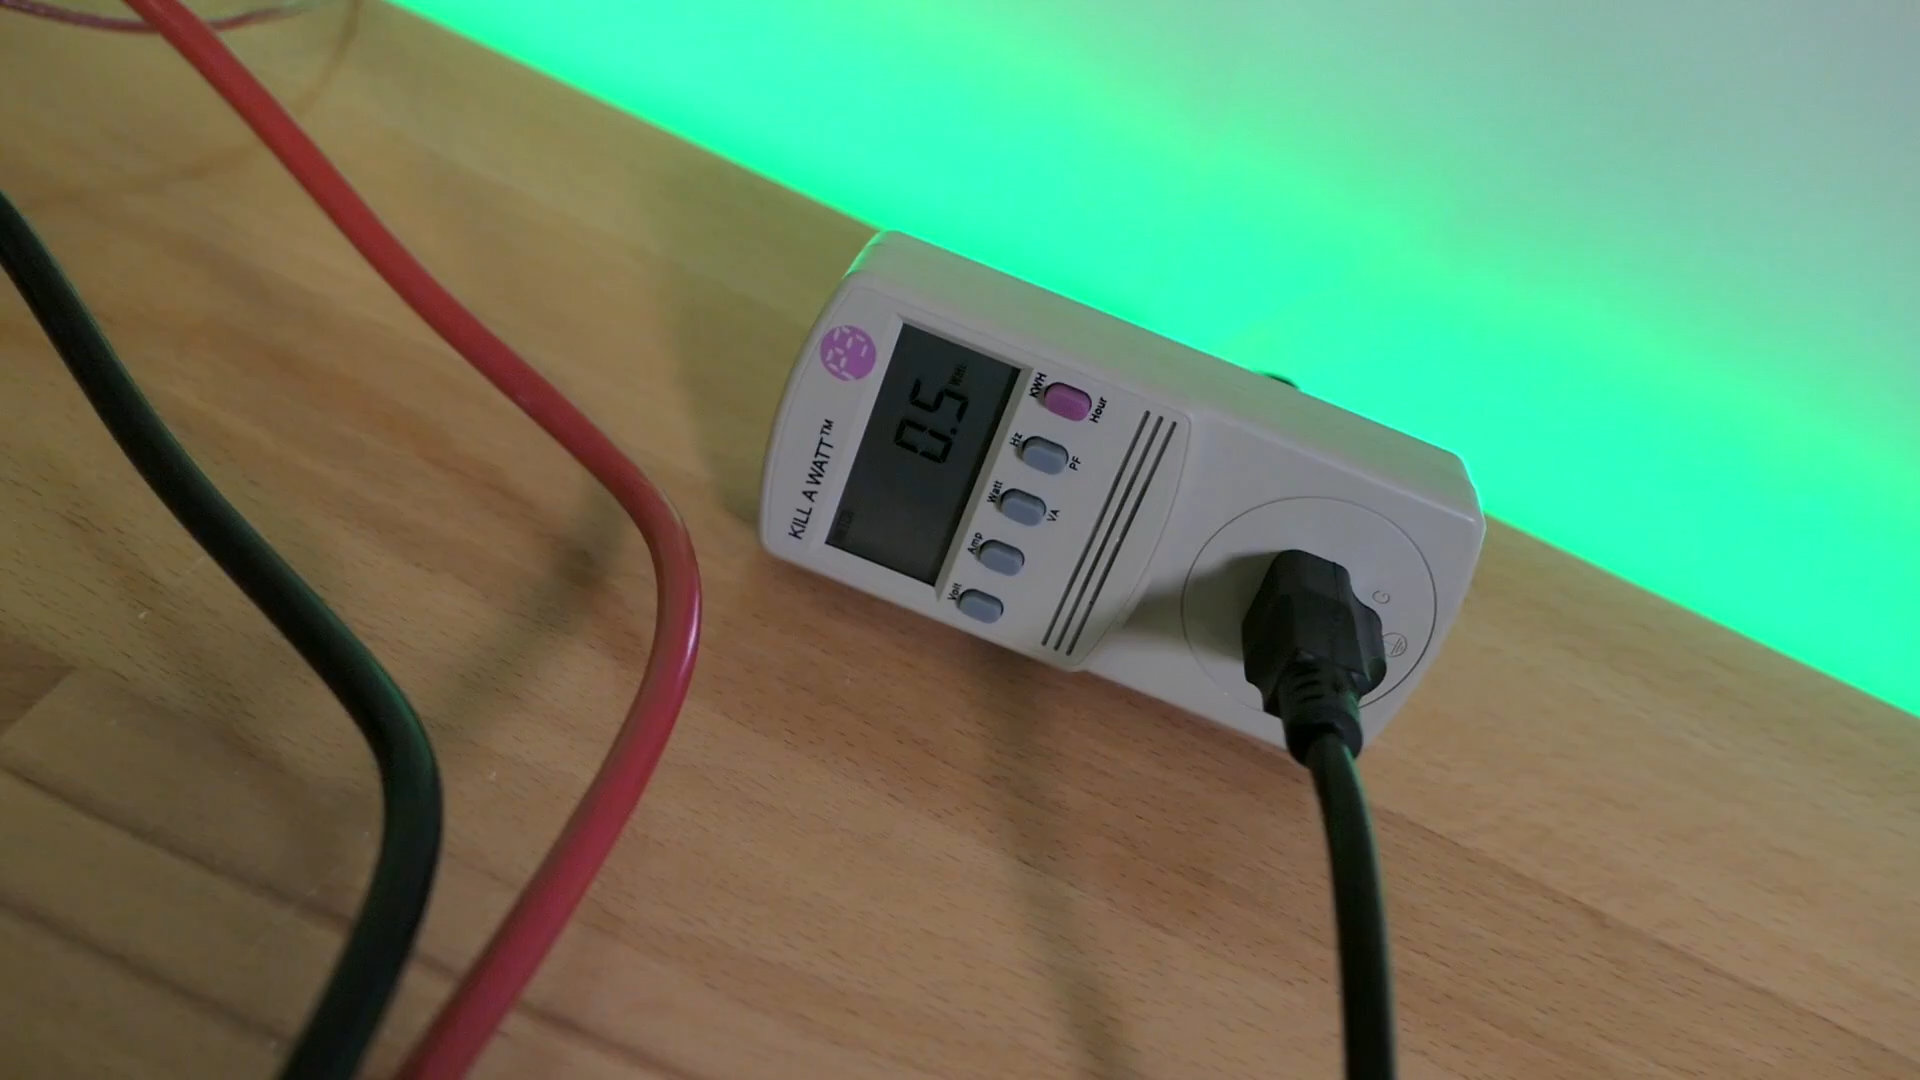 KILL A WATT™
0.5
Volt
Amp
Watt
VA
Hz
PF
KWH
Hour
G